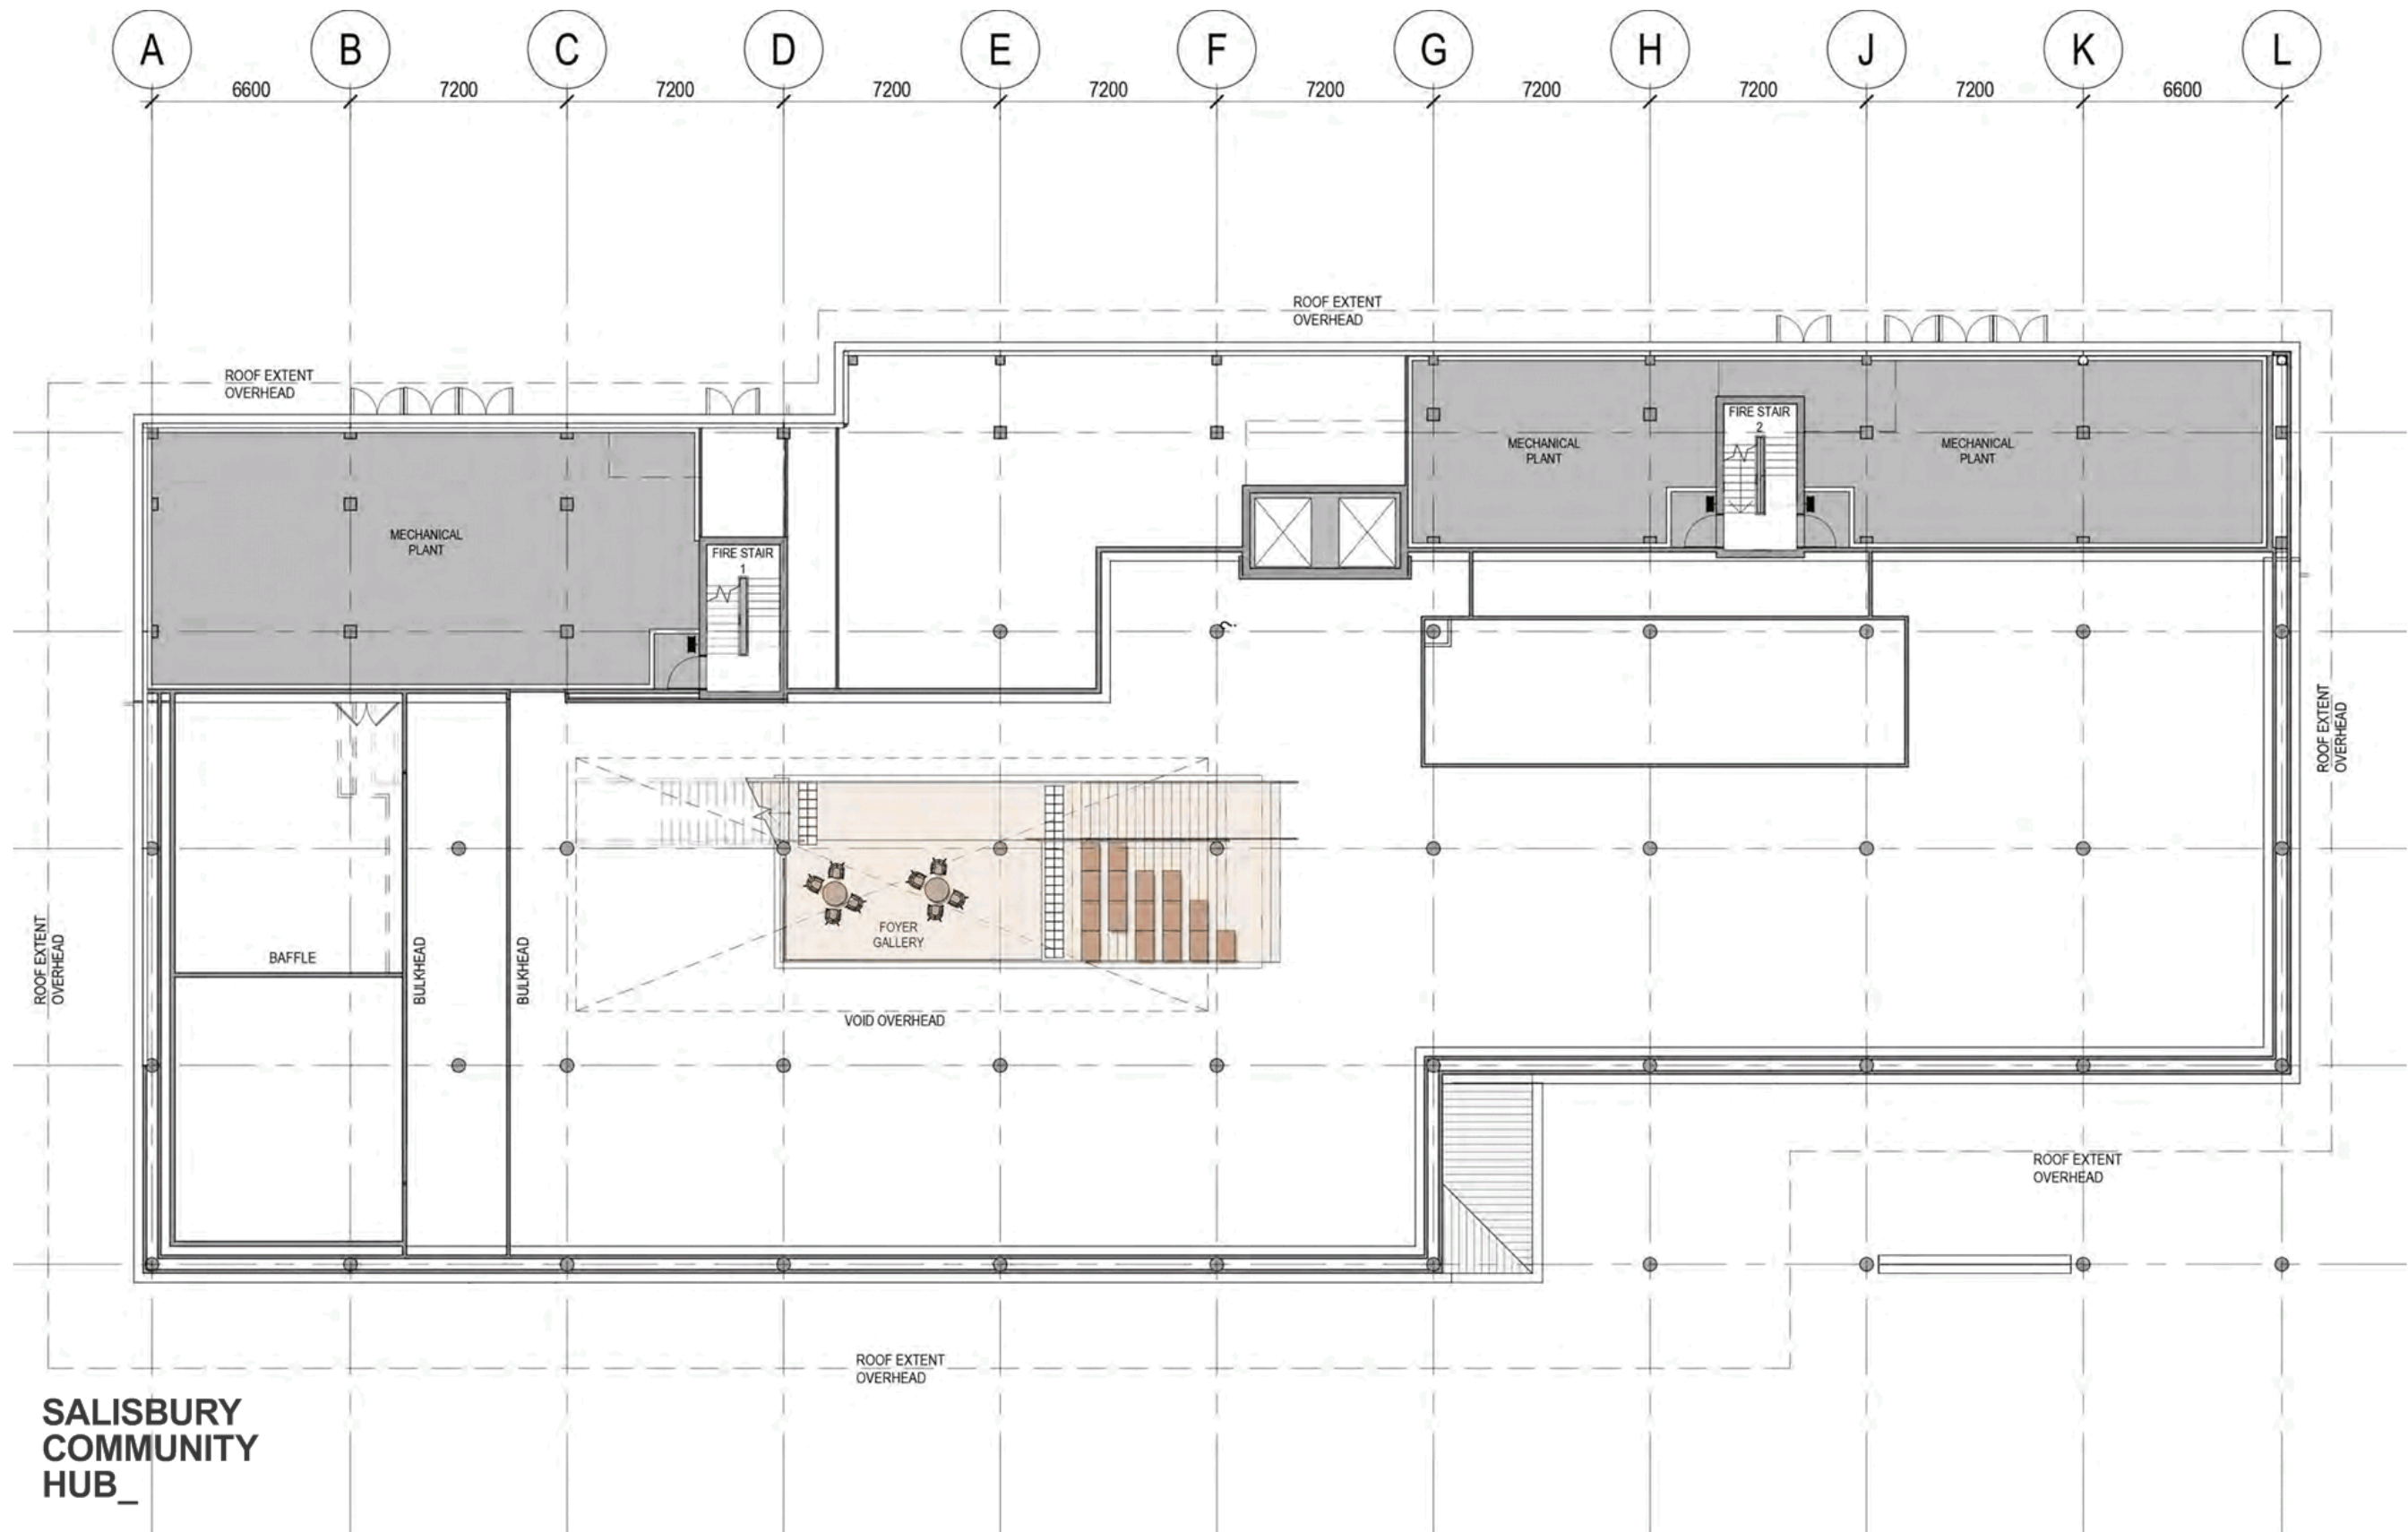 A B C D E F G H J K L
6600 7200 7200 7200 7200 7200 7200 7200 7200 6600
ROOF EXTENT
OVERHEAD
ROOF EXTENT
OVERHEAD
FIRE STAIR
2
MECHANICAL
PLANT
MECHANICAL
PLANT
MECHANICAL
PLANT
FIRE STAIR
1
?
ROOF EXTENT
OVERHEAD
FOYER
GALLERY
BAFFLE
BULKHEAD
BULKHEAD
ROOF EXTENT
OVERHEAD
VOID OVERHEAD
ROOF EXTENT
OVERHEAD
ROOF EXTENT
OVERHEAD
SALISBURY
COMMUNITY
HUB_